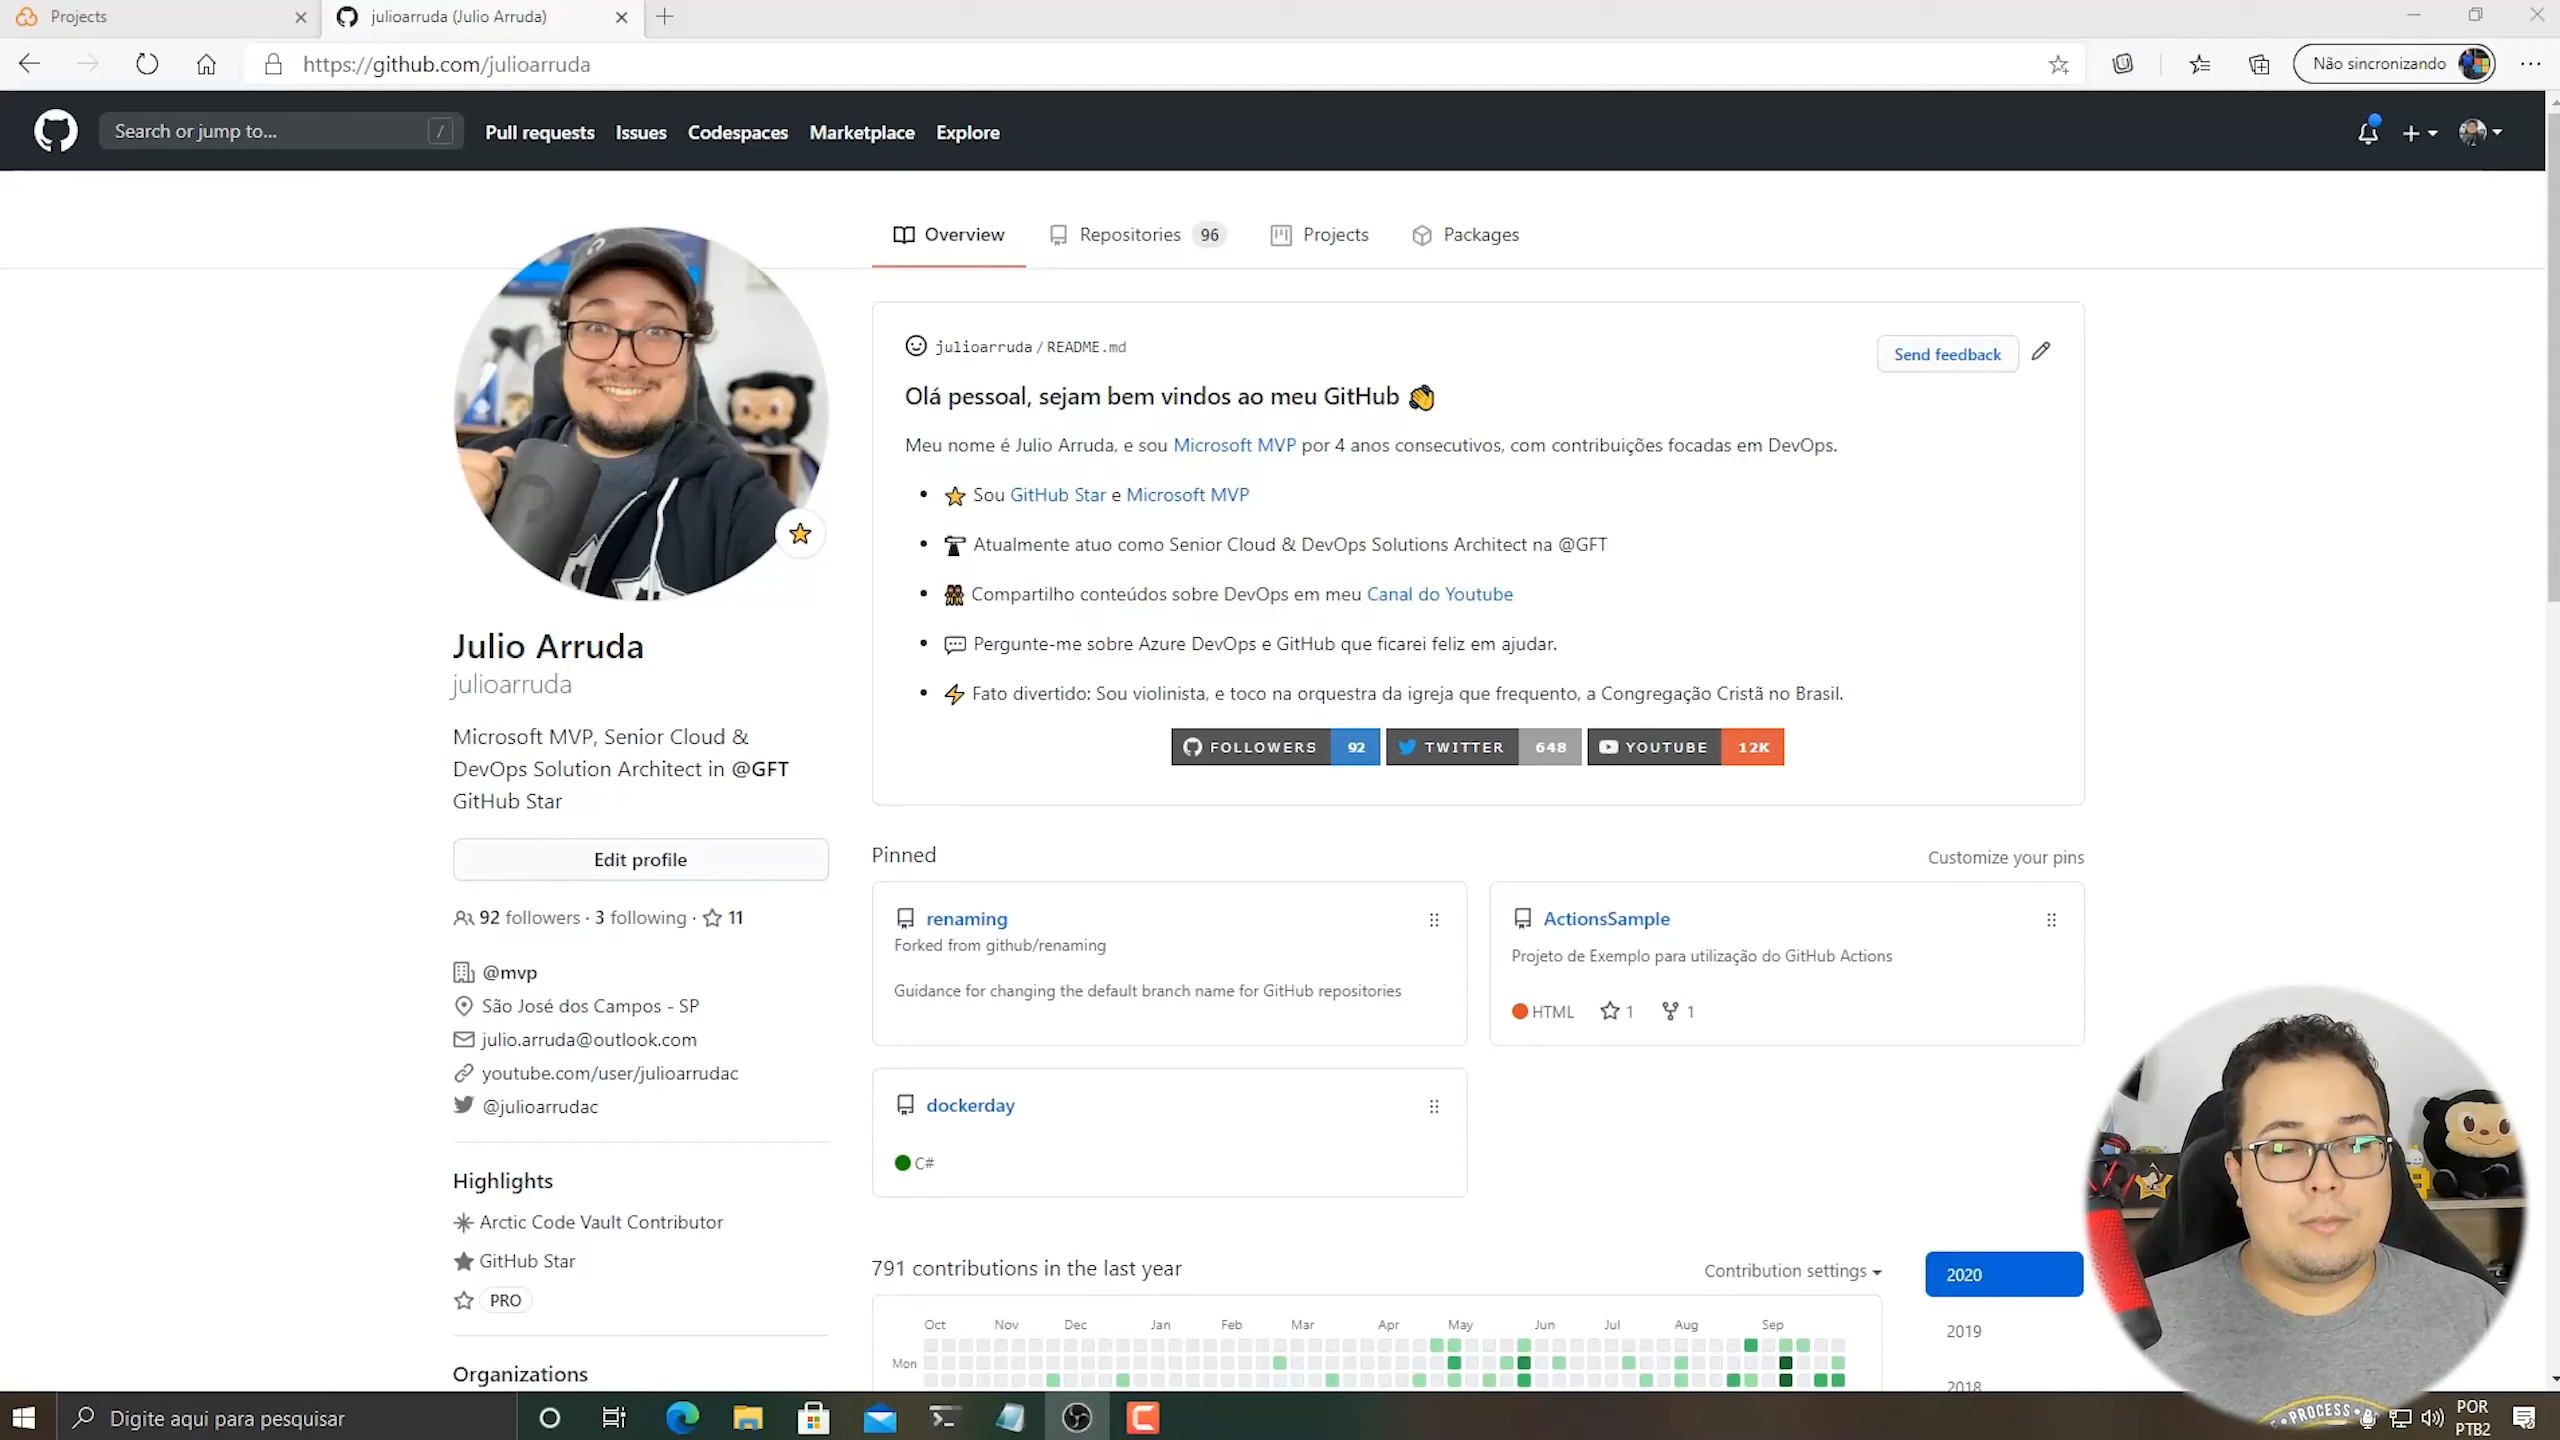 Projects
julioarruda (Julio Arruda)
https://github.com/julioarruda
Não sincronizando
Search or jump to...
/
Pull requests
Issues
Codespaces
Marketplace
Explore
Overview
Repositories 96
Projects
Packages
julioarruda / README.md
Send feedback
Olá pessoal, sejam bem vindos ao meu GitHub 👏
Meu nome é Julio Arruda, e sou Microsoft MVP por 4 anos consecutivos, com contribuições focadas em DevOps.
Sou GitHub Star e Microsoft MVP
Atualmente atuo como Senior Cloud & DevOps Solutions Architect na @GFT
Compartilho conteúdos sobre DevOps em meu Canal do Youtube
Pergunte-me sobre Azure DevOps e GitHub que ficarei feliz em ajudar.
Fato divertido: Sou violinista, e toco na orquestra da igreja que frequento, a Congregação Cristã no Brasil.
FOLLOWERS 92
TWITTER 648
YOUTUBE 12K
Julio Arruda
julioarruda
Microsoft MVP, Senior Cloud &
DevOps Solution Architect in @GFT
GitHub Star
Edit profile
92 followers · 3 following · 11
@mvp
São José dos Campos - SP
julio.arruda@outlook.com
youtube.com/user/julioarrudac
@julioarrudac
Highlights
Arctic Code Vault Contributor
GitHub Star
PRO
Organizations
Pinned
Customize your pins
renaming
Forked from github/renaming
Guidance for changing the default branch name for GitHub repositories
ActionsSample
Projeto de Exemplo para utilização do GitHub Actions
HTML 1 1
dockerday
C#
791 contributions in the last year
Contribution settings
2020
2019
2018
Oct Nov Dec Jan Feb Mar Apr May Jun Jul Aug Sep
Mon
PROCESS
Digite aqui para pesquisar
POR
PTB2